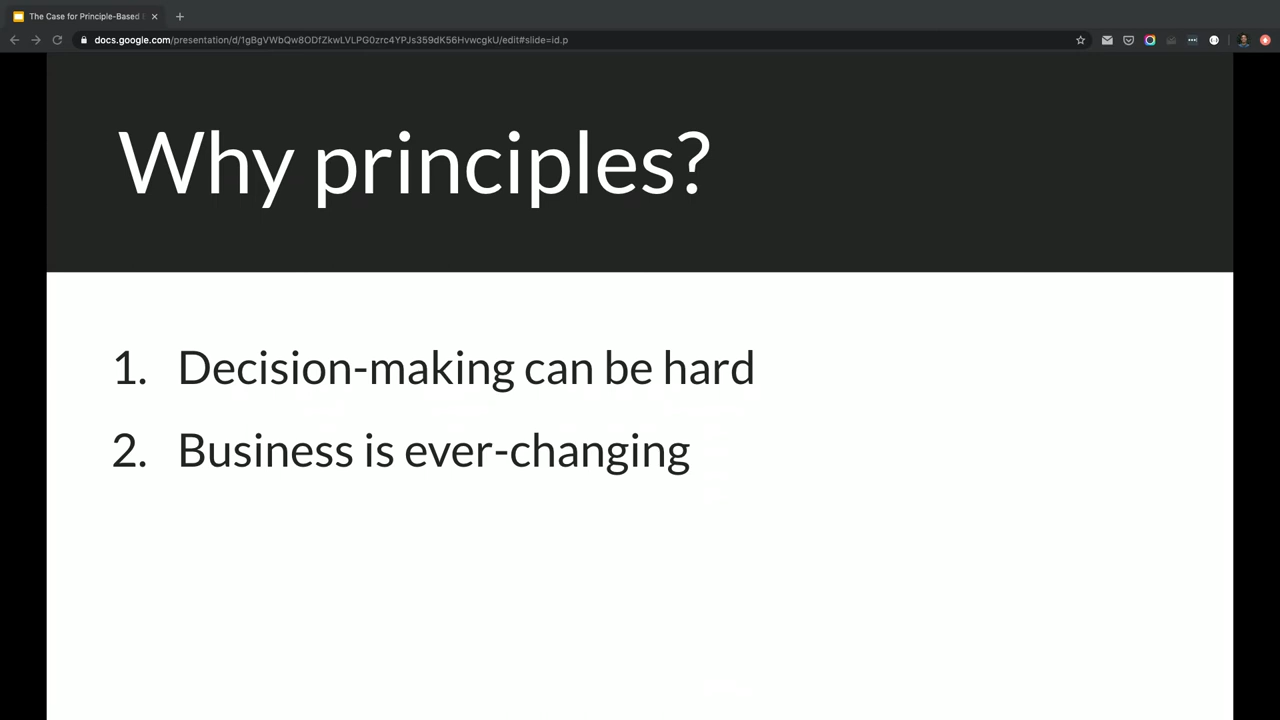 The Case for Principle-Based
docs.google.com/presentation/d/1gBgVWbQw8ODfZkwLVLPG0zrc4YPJs359dK56HvwcgkU/edit#slide=id.p
Why principles?
1. Decision-making can be hard
2. Business is ever-changing